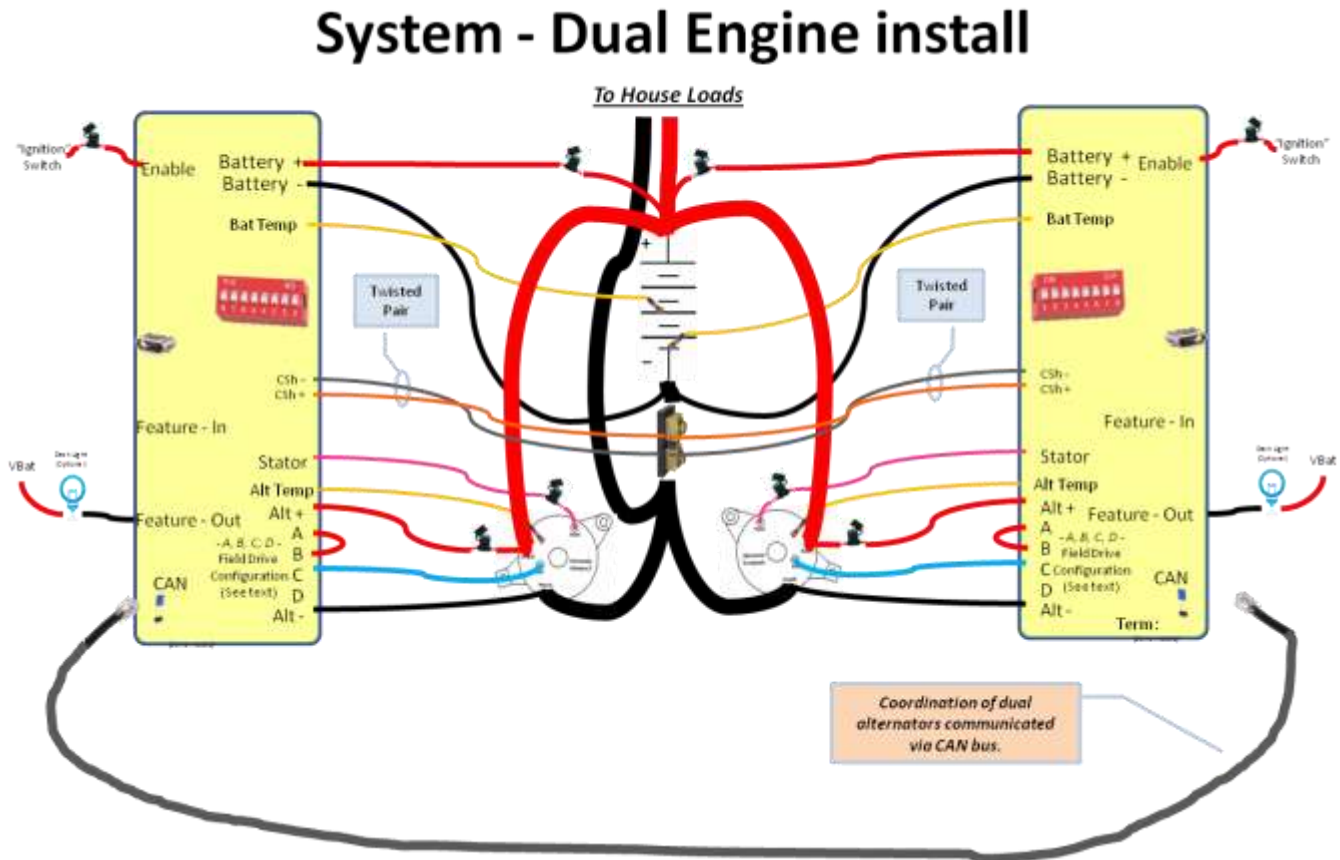 System - Dual Engine install
To House Loads
"Ignition"
Switch
Enable
Battery +
Battery -
Bat Temp
Twisted
Pair
CSh -
CSh +
Feature - In
Stator
Alt Temp
Alt +
VBat
Feature - Out
A
- A, B, C, D -
B
Field Drive
Configuration
C
(See text)
D
CAN
Alt -
+
-
Battery +
Enable
Battery -
"Ignition"
Switch
Bat Temp
Twisted
Pair
CSh -
CSh +
Feature - In
Stator
Alt Temp
Alt +
VBat
Feature - Out
A
- A, B, C, D -
B
Field Drive
C
Configuration
(See text)
D
CAN
Alt -
Term:
Coordination of dual
alternators communicated
via CAN bus.